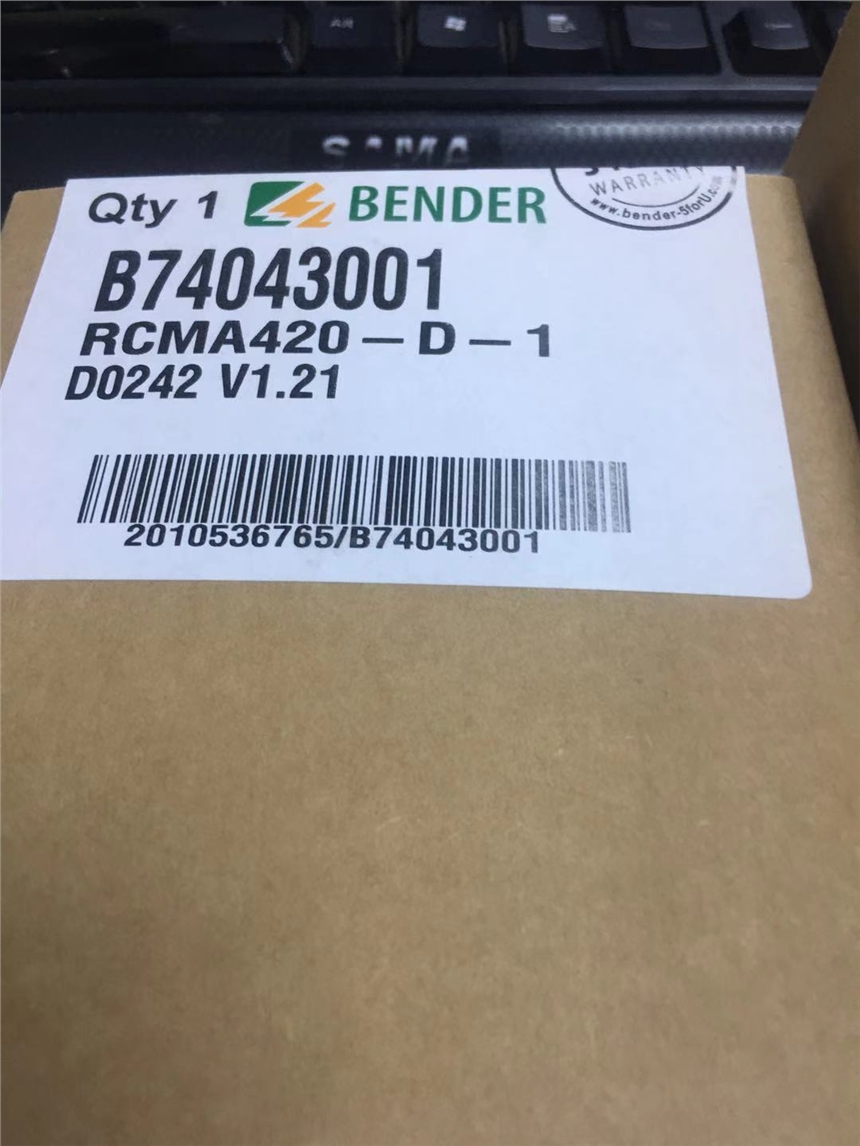 Qty 1 BENDER
WARRANTY
www.bender-5forU.com
B74043001
RCMA420-D-1
D0242 V1.21
2010536765/B74043001